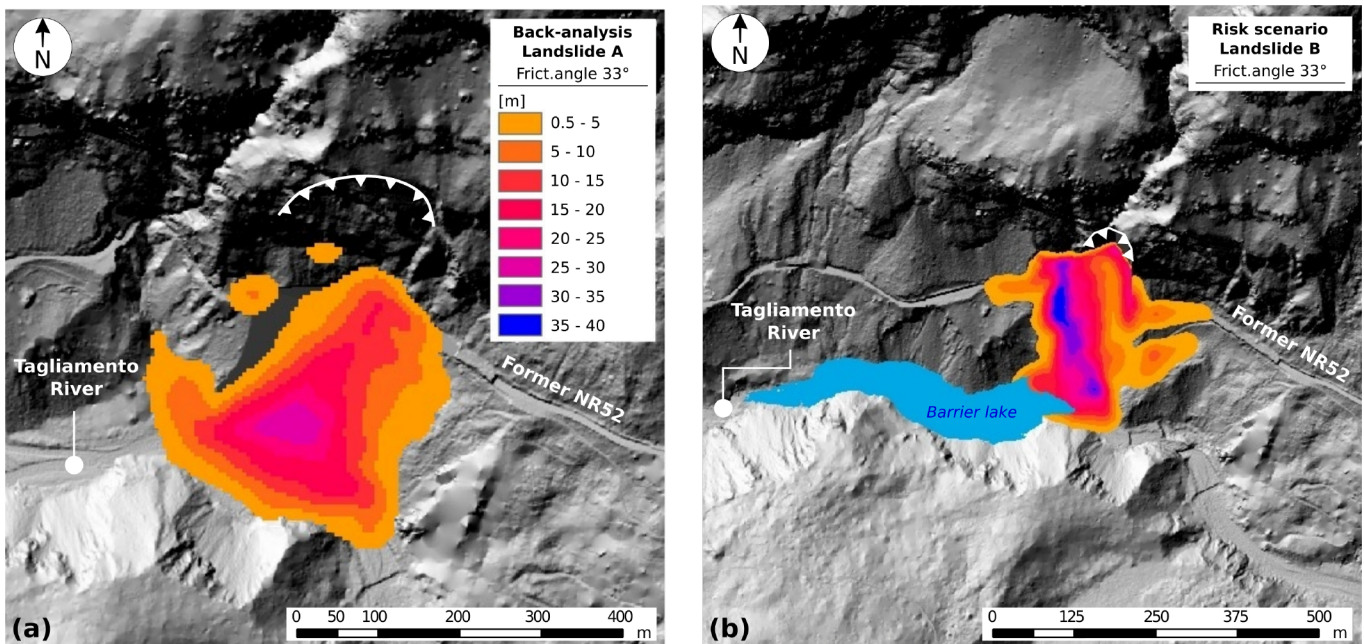 N
Back-analysis
Landslide A
Frict.angle 33°
[m]
0.5 - 5
5 - 10
10 - 15
15 - 20
20 - 25
25 - 30
30 - 35
35 - 40
Tagliamento
River
Former NR52
(a)
0 50 100 200 300 400
m
N
Risk scenario
Landslide B
Frict.angle 33°
Tagliamento
River
Former NR52
Barrier lake
(b)
0 125 250 375 500
m